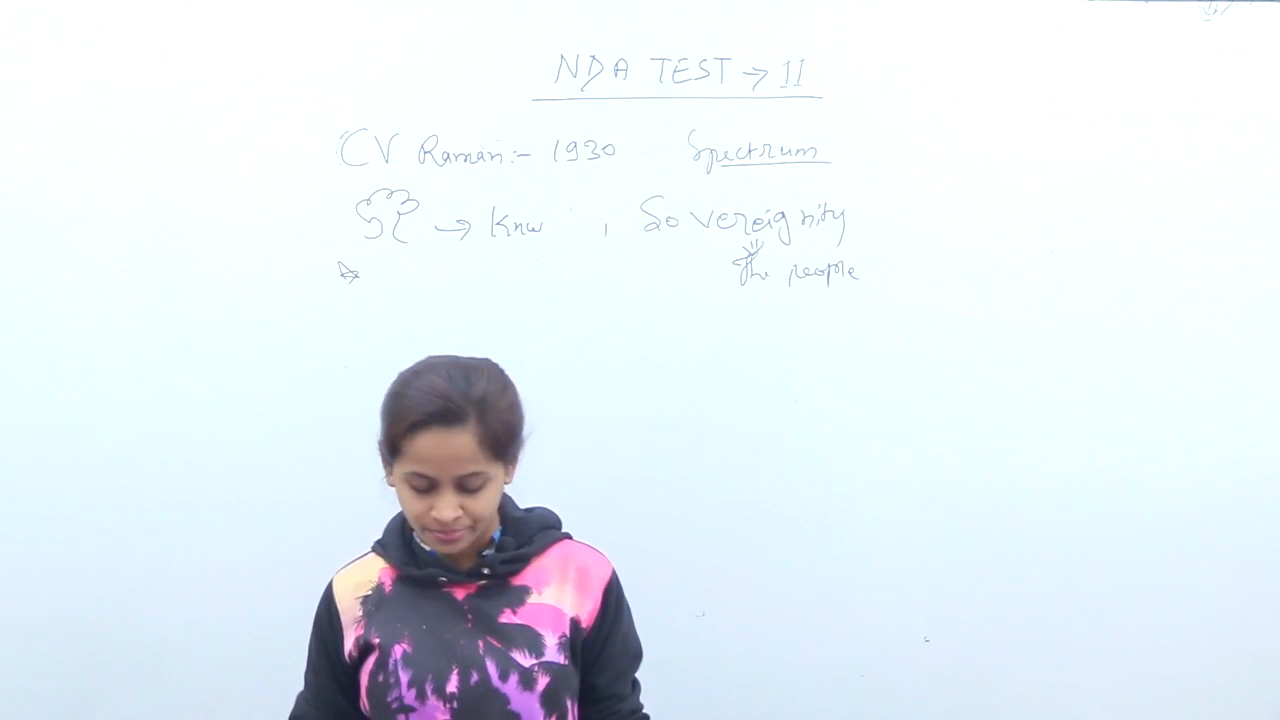 NDA TEST → II
CV Raman :- 1930 Spectrum
→ Knw , Sovereignity
The people